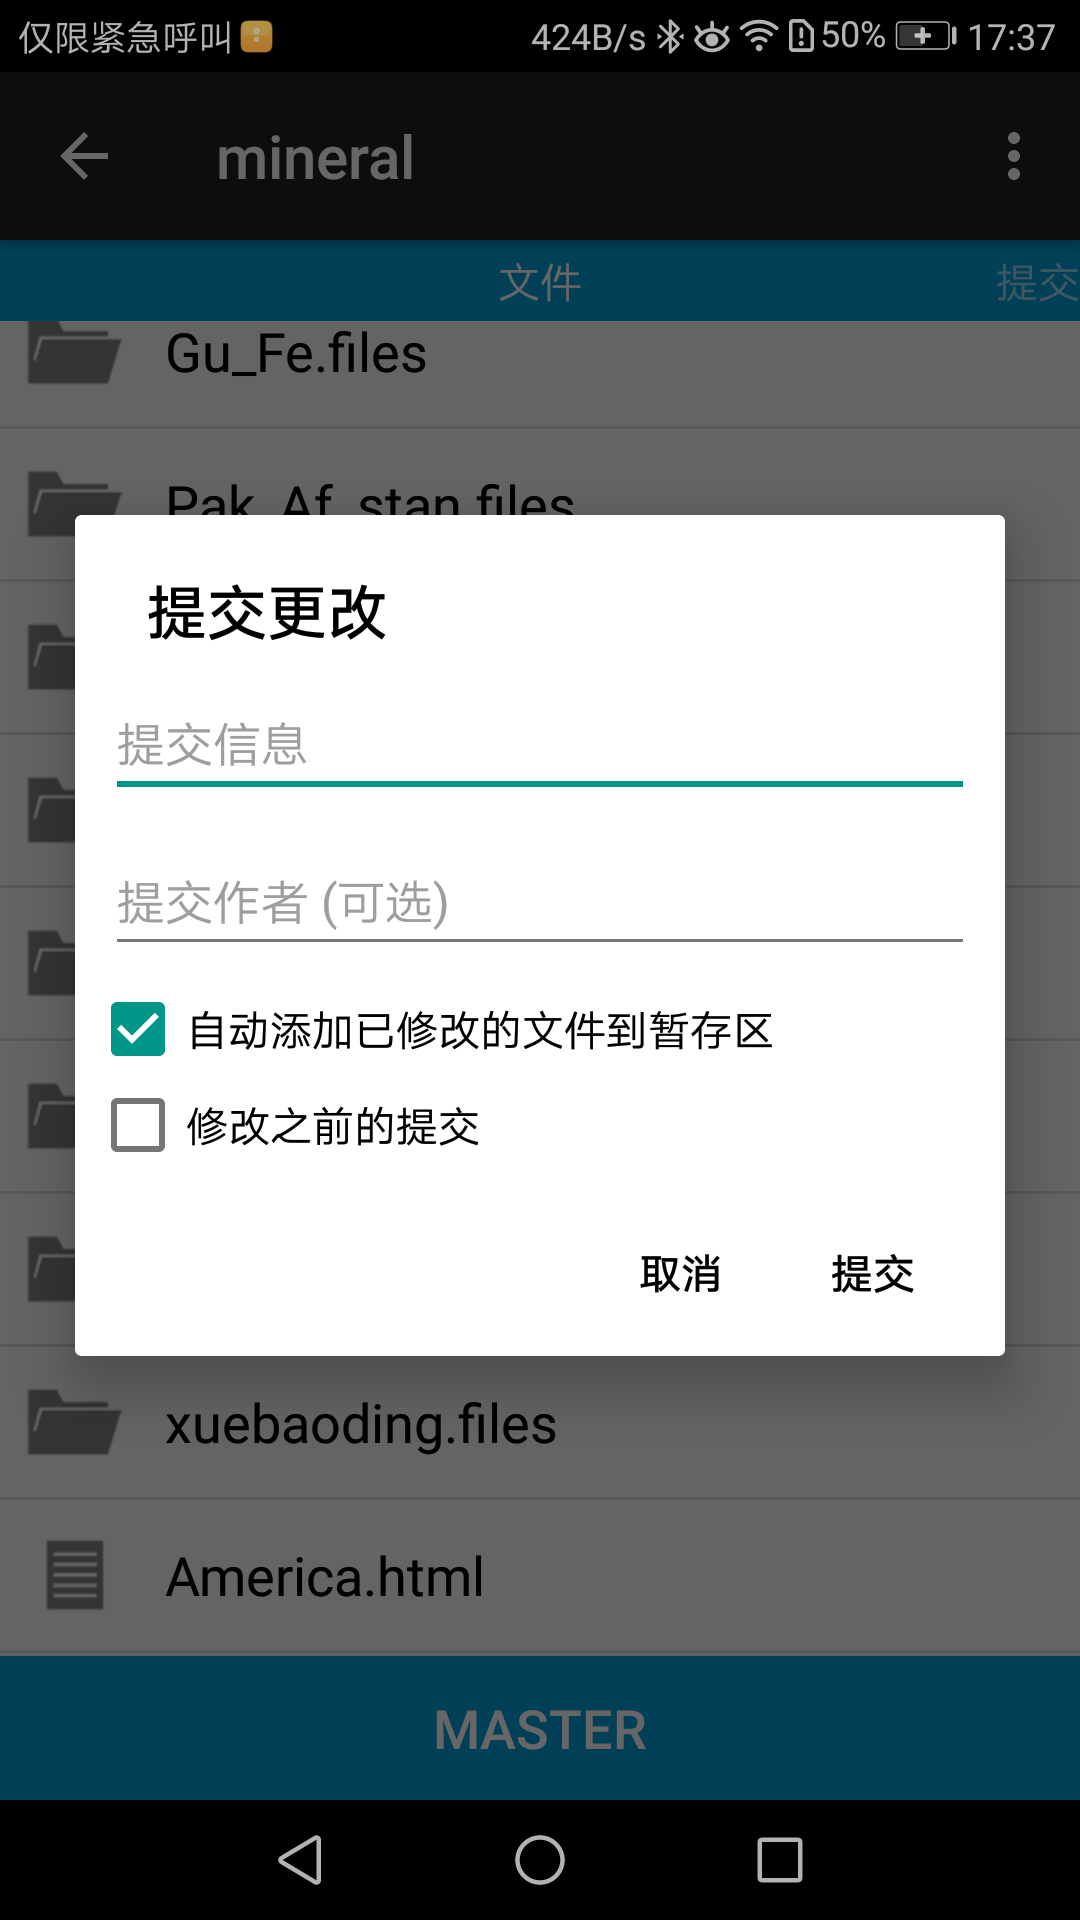 仅限紧急呼叫 424B/s 50% 17:37
mineral
文件 提交
Gu_Fe.files
Pak_Af_stan.files
提交更改
提交信息
提交作者 (可选)
自动添加已修改的文件到暂存区
修改之前的提交
取消 提交
xuebaoding.files
America.html
MASTER